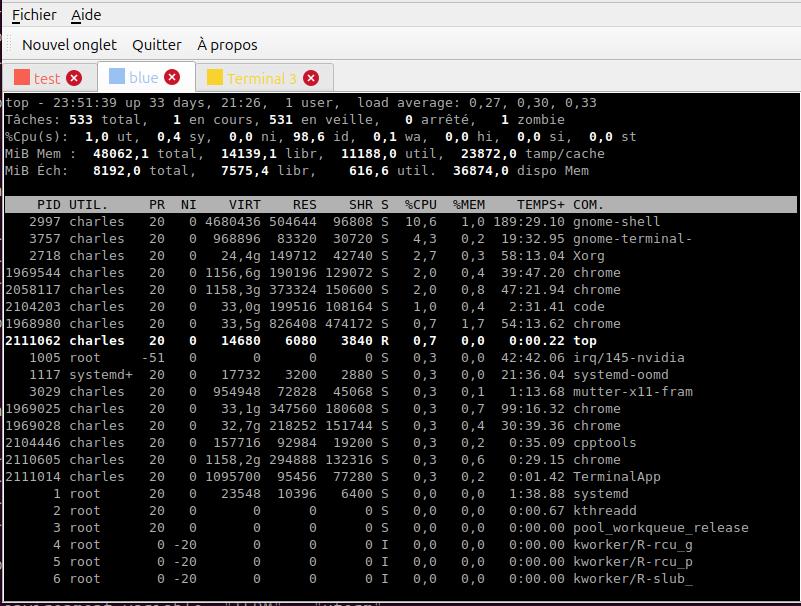 Fichier Aide
Nouvel onglet Quitter À propos
test blue Terminal 3
top - 23:51:39 up 33 days, 21:26,  1 user,  load average: 0,27, 0,30, 0,33
Tâches: 533 total,   1 en cours, 531 en veille,   0 arrêté,   1 zombie
%Cpu(s):  1,0 ut,  0,4 sy,  0,0 ni, 98,6 id,  0,1 wa,  0,0 hi,  0,0 si,  0,0 st
MiB Mem :  48062,1 total,  14139,1 libr,  11188,0 util,  23872,0 tamp/cache
MiB Éch:   8192,0 total,   7575,4 libr,    616,6 util.  36874,0 dispo Mem
PID UTIL.     PR  NI    VIRT    RES    SHR S  %CPU  %MEM    TEMPS+ COM.
2997 charles   20   0 4680436 504644  96808 S  10,6   1,0 189:29.10 gnome-shell
3757 charles   20   0  968896  83320  30720 S   4,3   0,2  19:32.95 gnome-terminal-
2718 charles   20   0   24,4g 149712  42740 S   2,7   0,3  58:13.04 Xorg
1969544 charles   20   0 1156,6g 190196 129072 S   2,0   0,4  39:47.20 chrome
2058117 charles   20   0 1158,3g 373324 150600 S   2,0   0,8  47:21.94 chrome
2104203 charles   20   0   33,0g 199516 108164 S   1,0   0,4   2:31.41 code
1968980 charles   20   0   33,5g 826408 474172 S   0,7   1,7  54:13.62 chrome
2111062 charles   20   0   14680   6080   3840 R   0,7   0,0   0:00.22 top
1005 root     -51   0       0      0      0 S   0,3   0,0  42:42.06 irq/145-nvidia
1117 systemd+  20   0   17732   3200   2880 S   0,3   0,0  21:36.04 systemd-oomd
3029 charles   20   0  954948  72828  45068 S   0,3   0,1   1:13.68 mutter-x11-fram
1969025 charles   20   0   33,1g 347560 180608 S   0,3   0,7  99:16.32 chrome
1969028 charles   20   0   32,7g 218252 151744 S   0,3   0,4  30:39.36 chrome
2104446 charles   20   0  157716  92984  19200 S   0,3   0,2   0:35.09 cpptools
2110605 charles   20   0 1158,2g 294888 132316 S   0,3   0,6   0:29.15 chrome
2111014 charles   20   0 1095700  95456  77280 S   0,3   0,2   0:01.42 TerminalApp
1 root      20   0   23548  10396   6400 S   0,0   0,0   1:38.88 systemd
2 root      20   0       0      0      0 S   0,0   0,0   0:00.67 kthreadd
3 root      20   0       0      0      0 S   0,0   0,0   0:00.00 pool_workqueue_release
4 root       0 -20       0      0      0 I   0,0   0,0   0:00.00 kworker/R-rcu_g
5 root       0 -20       0      0      0 I   0,0   0,0   0:00.00 kworker/R-rcu_p
6 root       0 -20       0      0      0 I   0,0   0,0   0:00.00 kworker/R-slub_